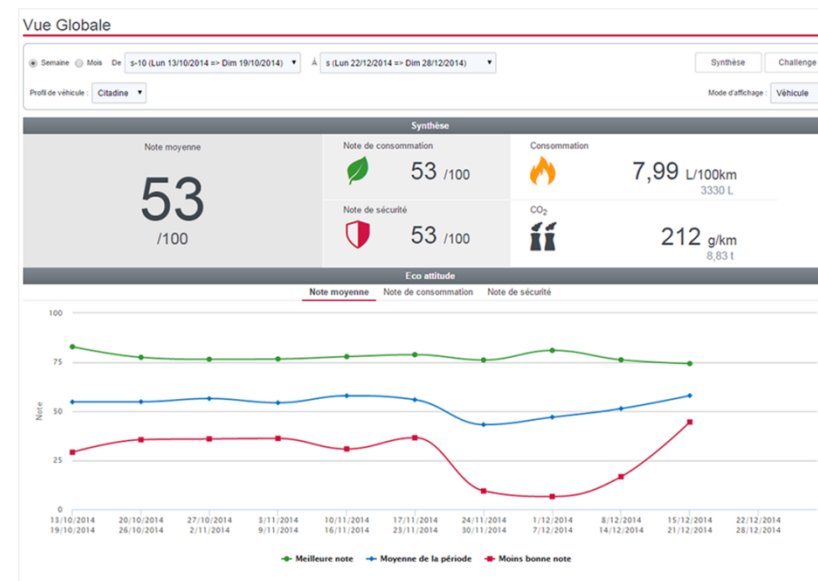 Vue Globale
Semaine Mois De s-10 (Lun 13/10/2014 => Dim 19/10/2014) À s (Lun 22/12/2014 => Dim 28/12/2014) Synthèse Challenge
Profil de véhicule : Citadine Mode d'affichage : Véhicule
Synthèse
Note moyenne
53
/100
Note de consommation
53 /100
Note de sécurité
53 /100
Consommation
7,99 L/100km
3330 L
CO2
212 g/km
8,83 t
Eco attitude
Note moyenne Note de consommation Note de sécurité
100
75
50
25
0
Note
13/10/2014 20/10/2014 27/10/2014 3/11/2014 10/11/2014 17/11/2014 24/11/2014 1/12/2014 8/12/2014 15/12/2014 22/12/2014
19/10/2014 26/10/2014 2/11/2014 9/11/2014 16/11/2014 23/11/2014 30/11/2014 7/12/2014 14/12/2014 21/12/2014 28/12/2014
Meilleure note Moyenne de la période Moins bonne note